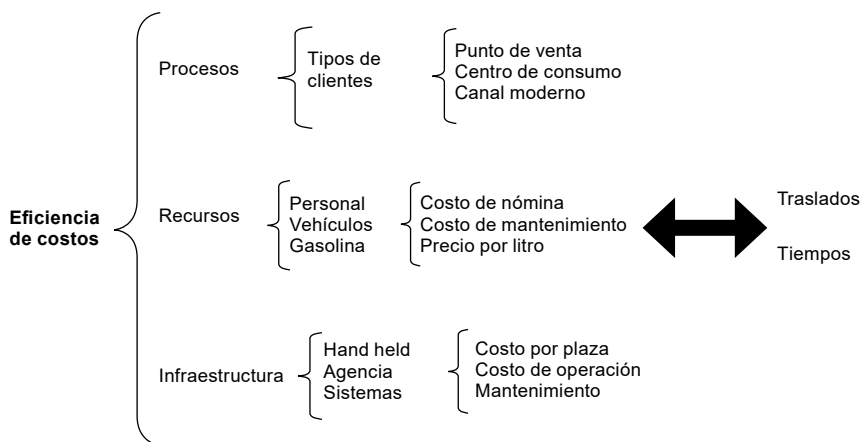 Eficiencia
de costos
Procesos
Tipos de
clientes
Punto de venta
Centro de consumo
Canal moderno
Recursos
Personal
Vehículos
Gasolina
Costo de nómina
Costo de mantenimiento
Precio por litro
Traslados
Tiempos
Infraestructura
Hand held
Agencia
Sistemas
Costo por plaza
Costo de operación
Mantenimiento